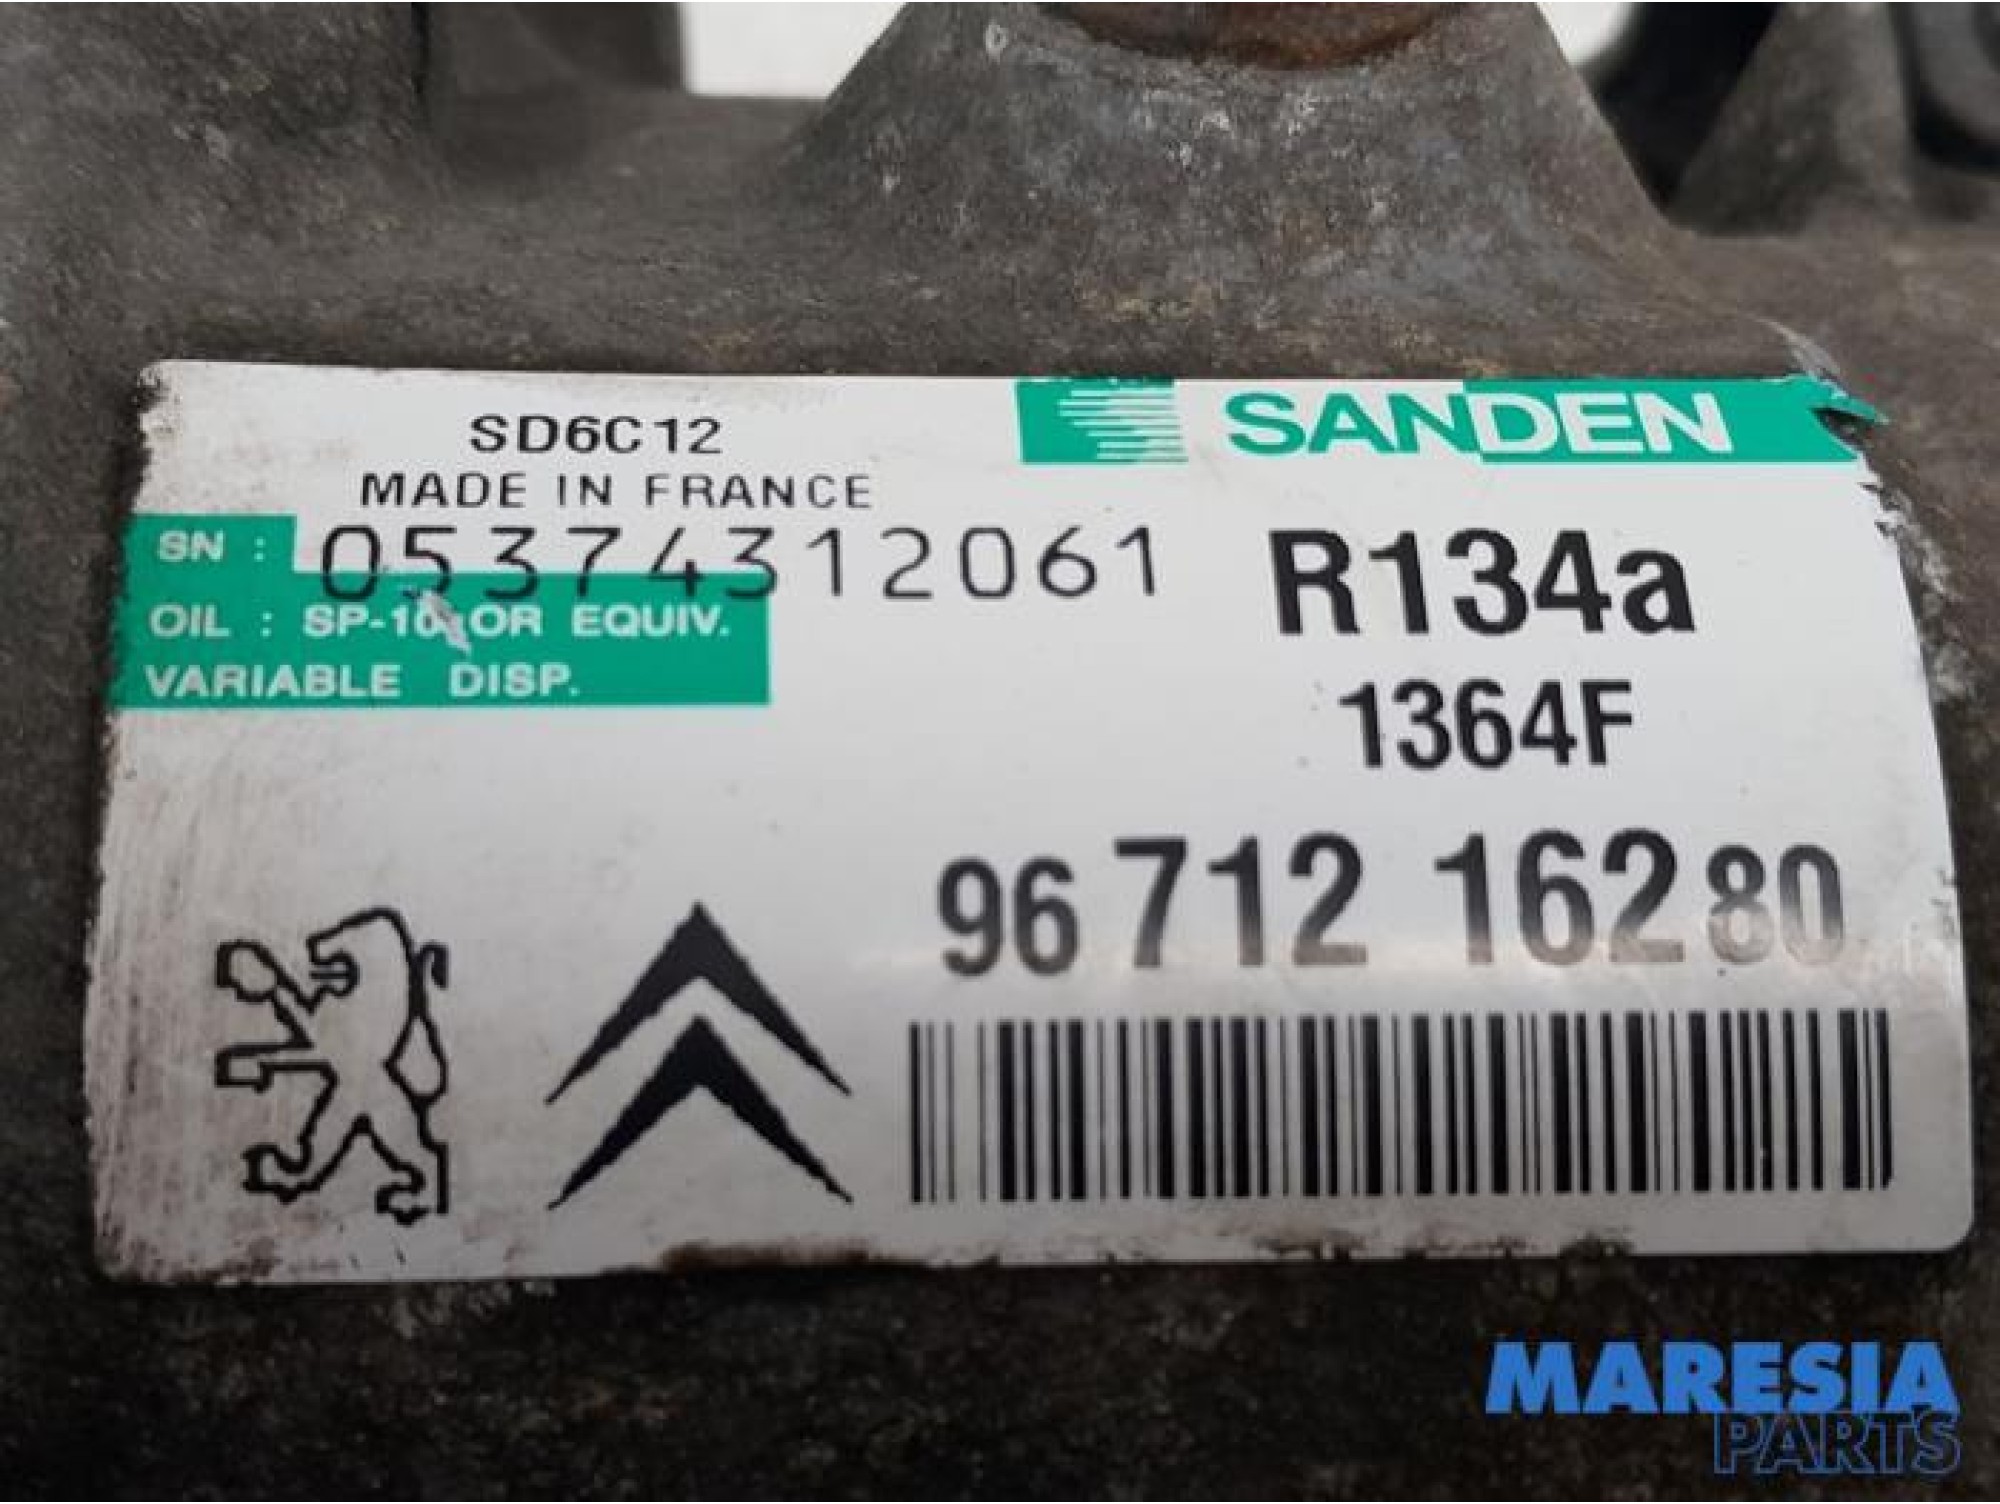 SD6C12
MADE IN FRANCE
SANDEN
SN : 05374312061
OIL : SP-10 OR EQUIV.
VARIABLE DISP.
R134a
1364F
96 712 162 80
MARESIA
PARTS